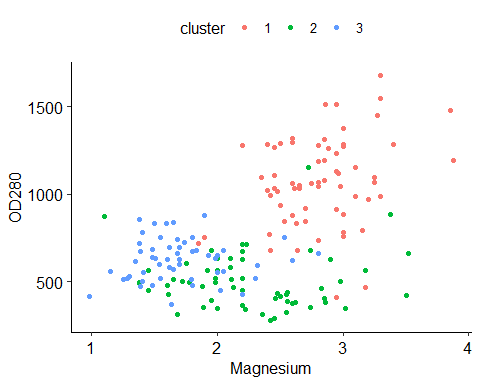 cluster 1 2 3
1500
1000
500
OD280
1 2 3 4
Magnesium